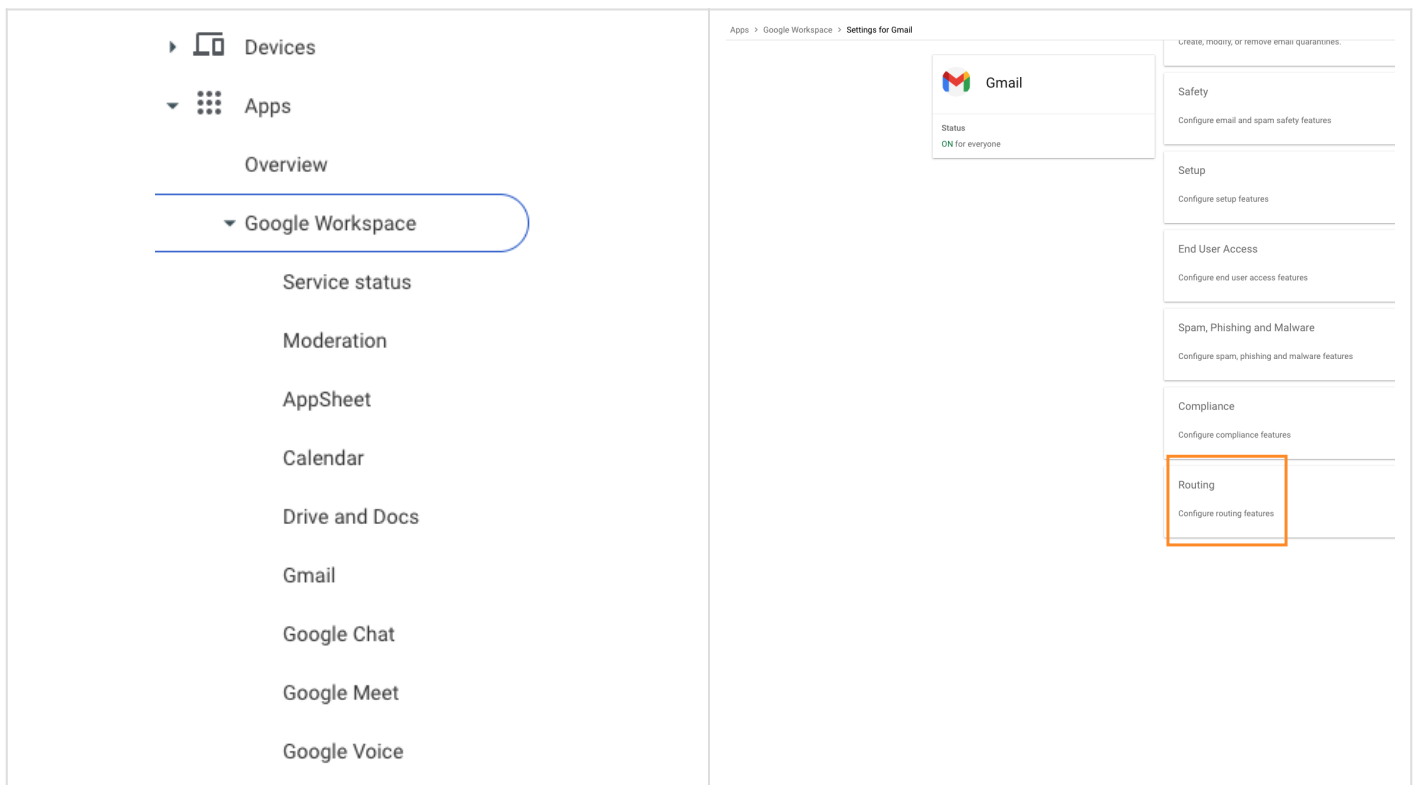 Devices
Apps
Overview
Google Workspace
Service status
Moderation
AppSheet
Calendar
Drive and Docs
Gmail
Google Chat
Google Meet
Google Voice
Apps > Google Workspace > Settings for Gmail
Gmail
Status
ON for everyone
Create, modify, or remove email quarantines.
Safety
Configure email and spam safety features
Setup
Configure setup features
End User Access
Configure end user access features
Spam, Phishing and Malware
Configure spam, phishing and malware features
Compliance
Configure compliance features
Routing
Configure routing features